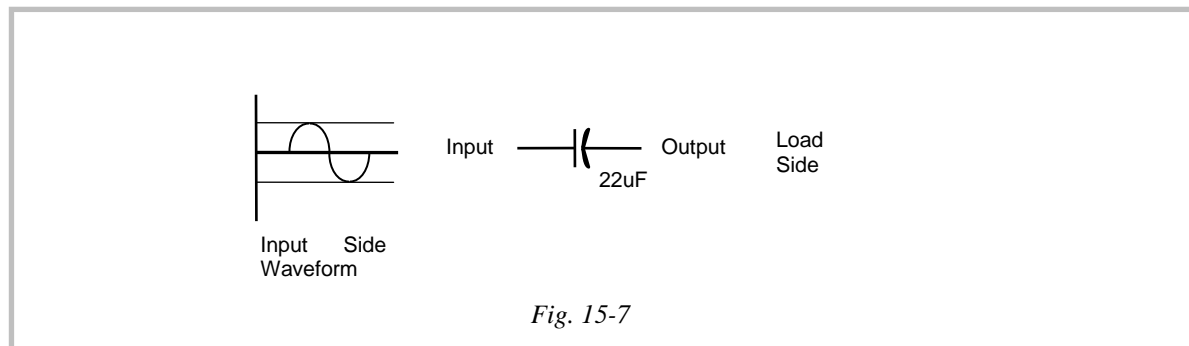 Input
Output
Load
Side
22uF
Input Side
Waveform
Fig. 15-7